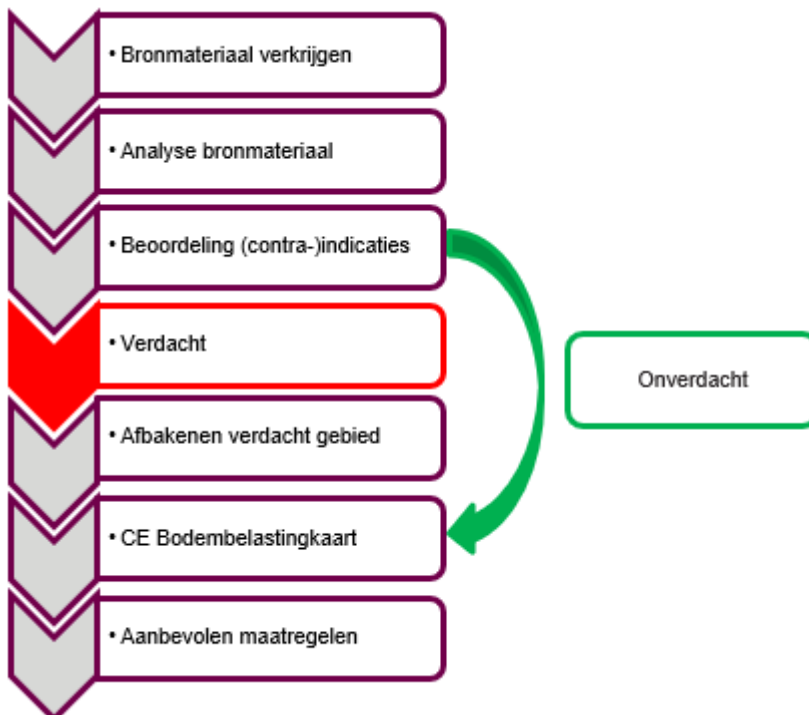 • Bronmateriaal verkrijgen
• Analyse bronmateriaal
• Beoordeling (contra-)indicaties
• Verdacht
Onverdacht
• Afbakenen verdacht gebied
• CE Bodembelastingkaart
• Aanbevolen maatregelen